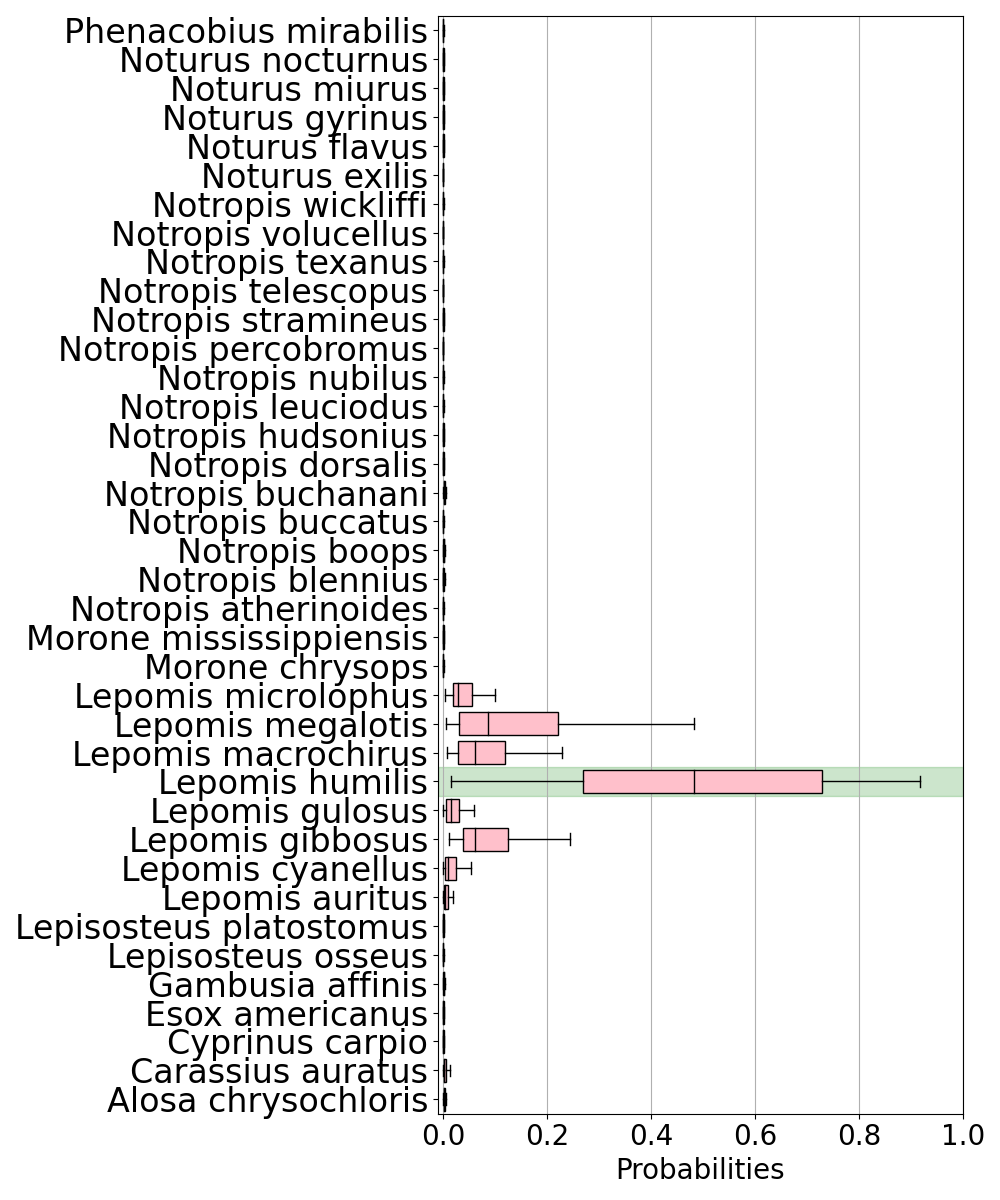 Phenacobius mirabilis
Noturus nocturnus
Noturus miurus
Noturus gyrinus
Noturus flavus
Noturus exilis
Notropis wickliffi
Notropis volucellus
Notropis texanus
Notropis telescopus
Notropis stramineus
Notropis percobromus
Notropis nubilus
Notropis leuciodus
Notropis hudsonius
Notropis dorsalis
Notropis buchanani
Notropis buccatus
Notropis boops
Notropis blennius
Notropis atherinoides
Morone mississippiensis
Morone chrysops
Lepomis microlophus
Lepomis megalotis
Lepomis macrochirus
Lepomis humilis
Lepomis gulosus
Lepomis gibbosus
Lepomis cyanellus
Lepomis auritus
Lepisosteus platostomus
Lepisosteus osseus
Gambusia affinis
Esox americanus
Cyprinus carpio
Carassius auratus
Alosa chrysochloris
0.0 0.2 0.4 0.6 0.8 1.0
Probabilities